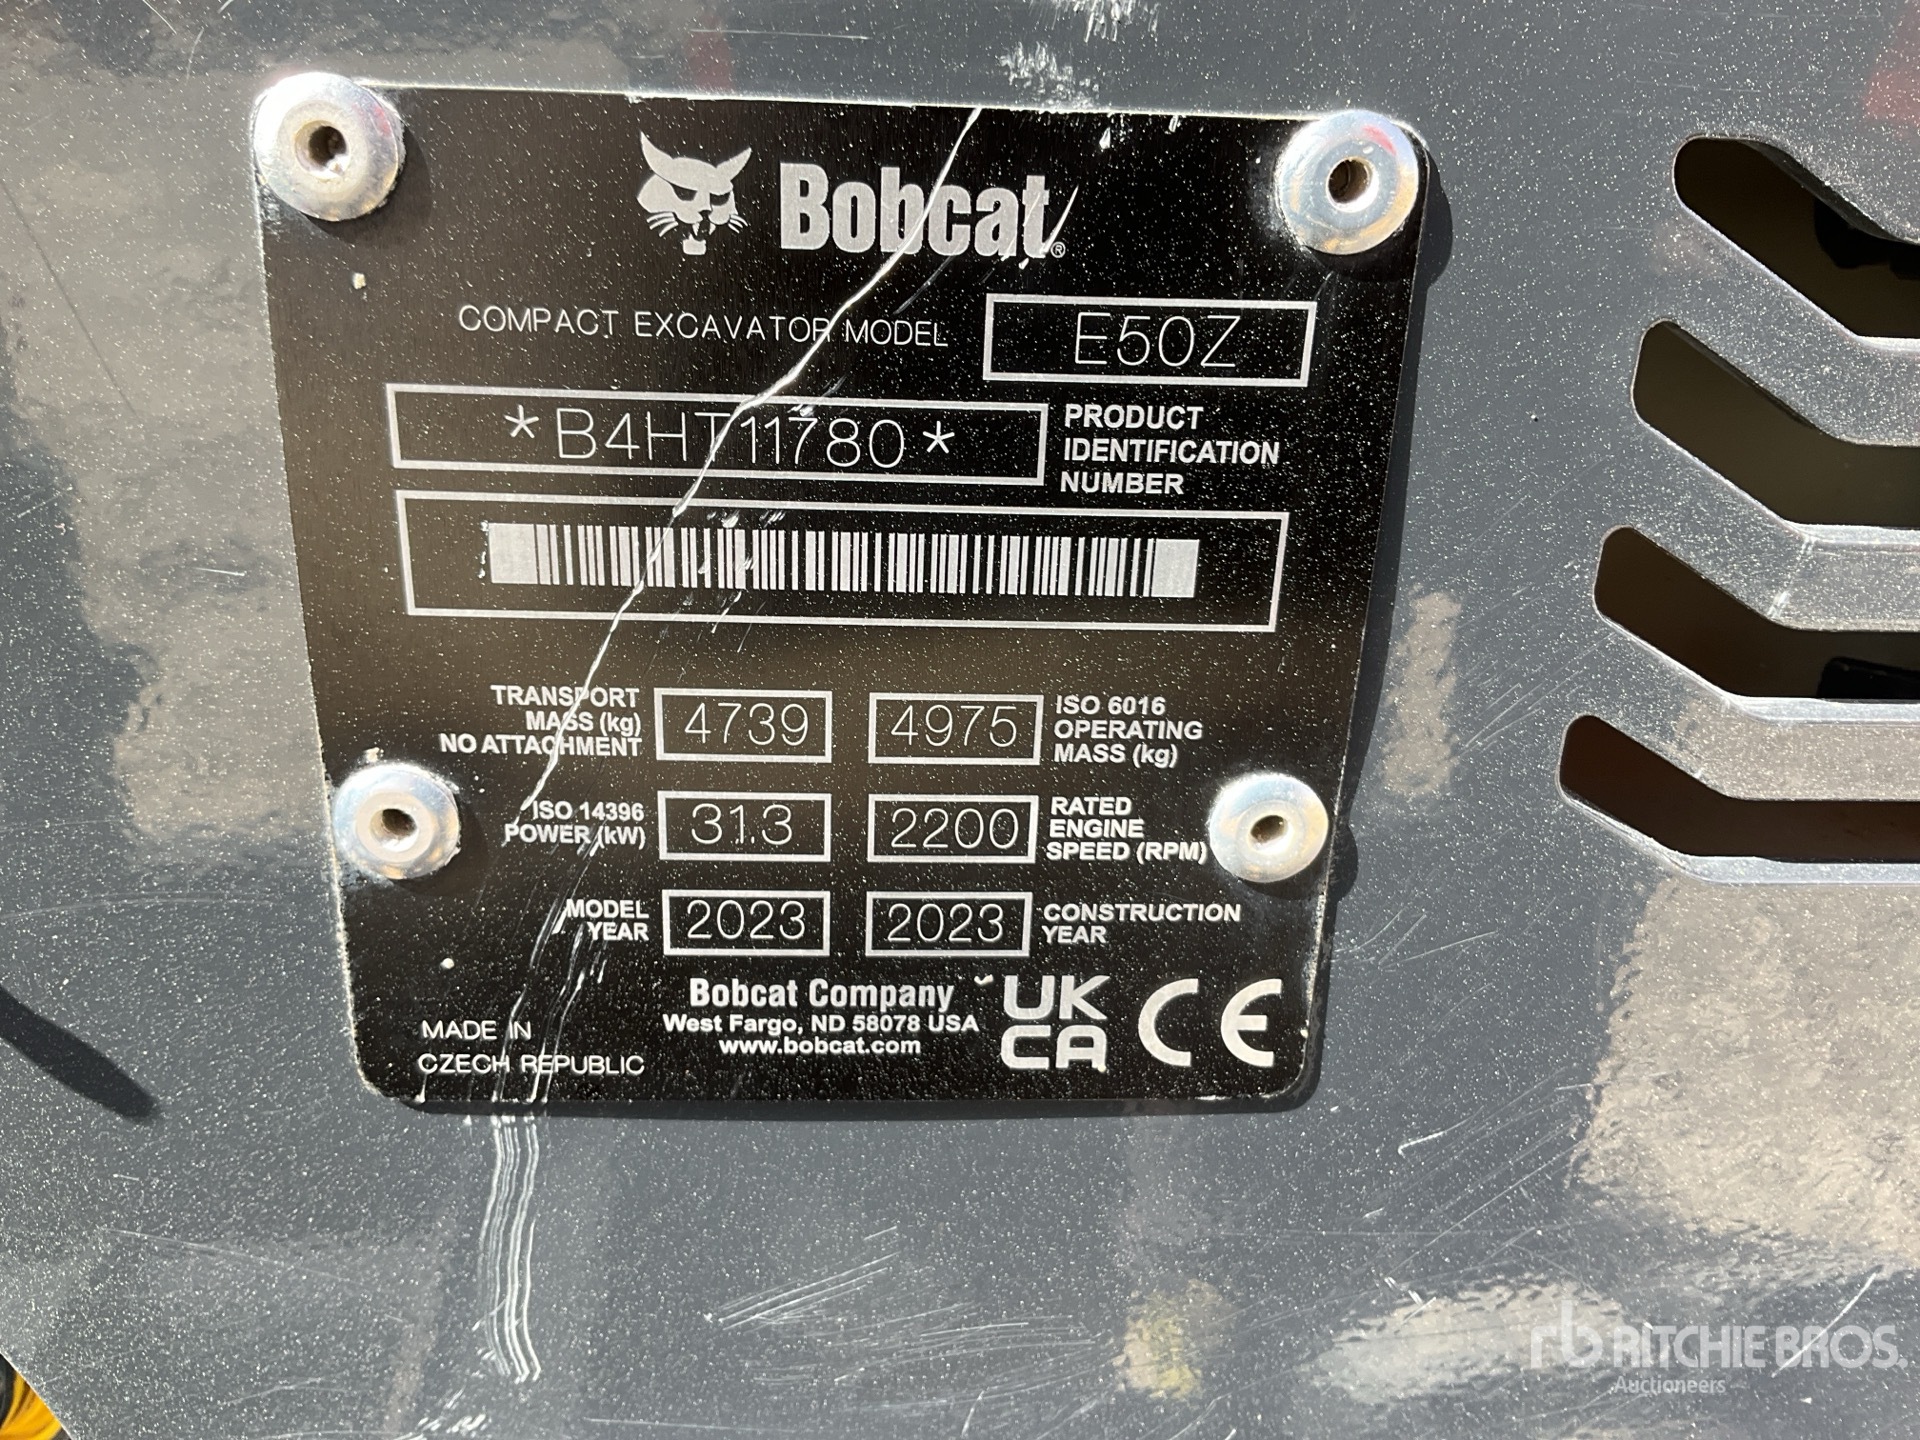 Bobcat®
COMPACT EXCAVATOR MODEL E50Z
*B4HT11780* PRODUCT
IDENTIFICATION
NUMBER
TRANSPORT
MASS (kg)
NO ATTACHMENT
4739
4975
ISO 6016
OPERATING
MASS (kg)
ISO 14396
POWER (kW)
31.3
2200
RATED
ENGINE
SPEED (RPM)
MODEL
YEAR
2023
2023
CONSTRUCTION
YEAR
MADE IN
CZECH REPUBLIC
Bobcat Company
West Fargo, ND 58078 USA
www.bobcat.com
UK
CA
CE
rb RITCHIE BROS.
Auctioneers